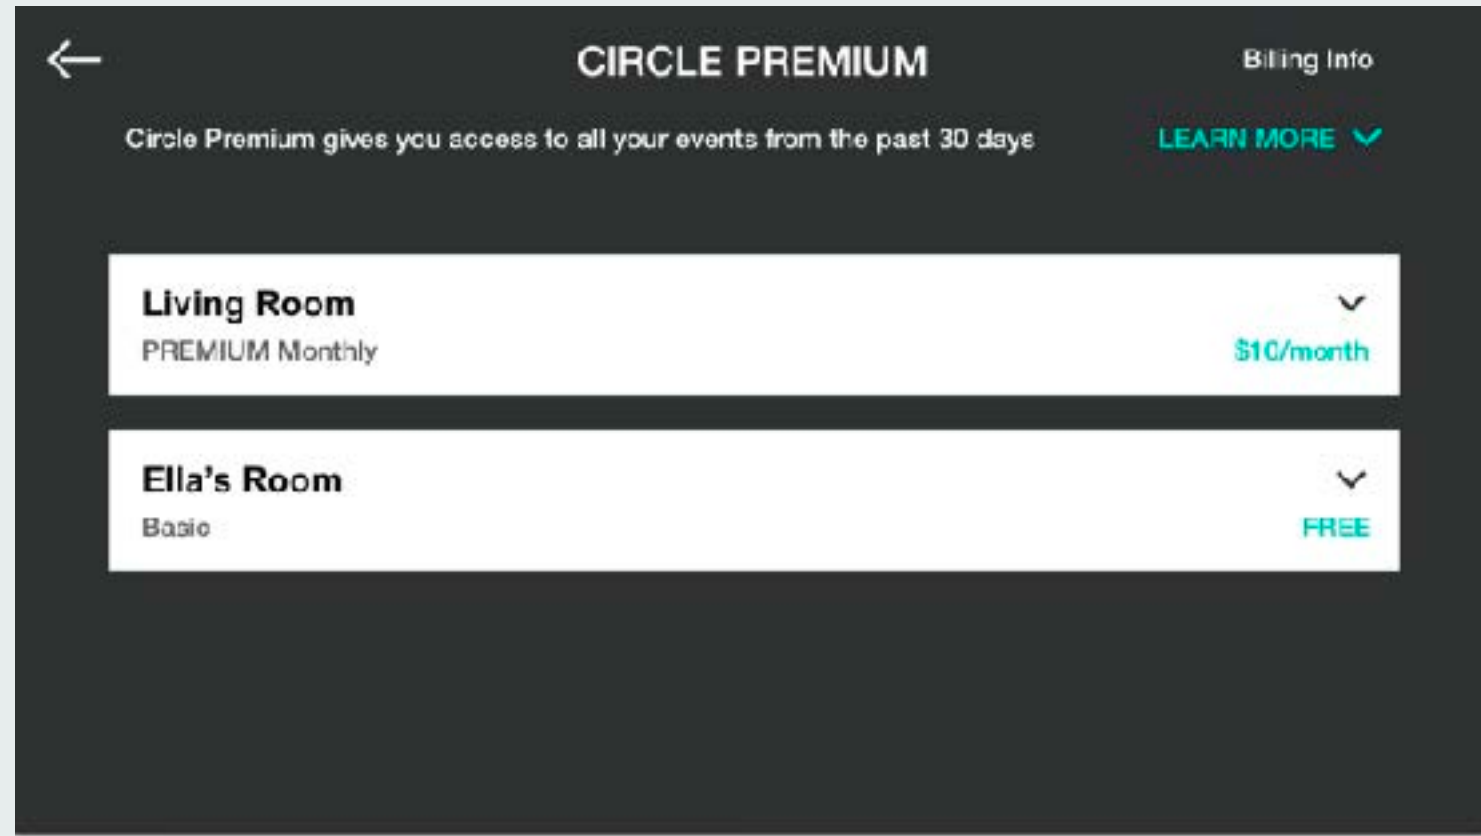 CIRCLE PREMIUM
Billing Info
Circle Premium gives you access to all your events from the past 30 days
LEARN MORE
Living Room
PREMIUM Monthly
$10/month
Ella's Room
Basic
FREE